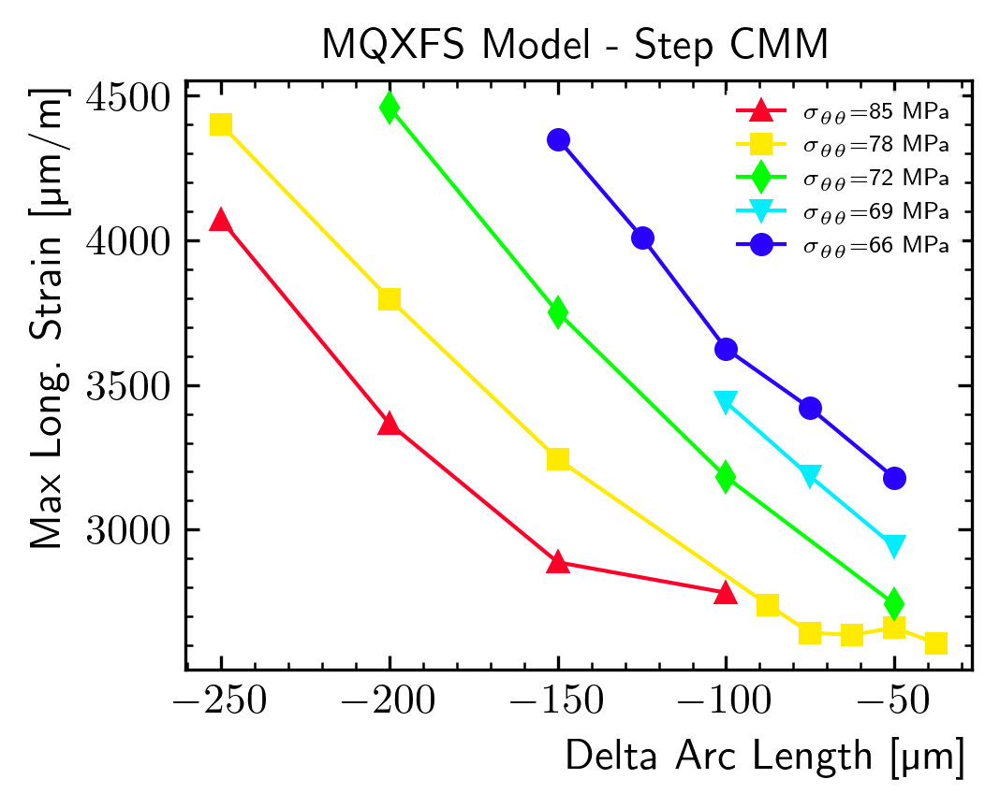 MQXFS Model - Step CMM
Max Long. Strain [µm/m]
4500
4000
3500
3000
σθθ=85 MPa
σθθ=78 MPa
σθθ=72 MPa
σθθ=69 MPa
σθθ=66 MPa
−250 −200 −150 −100 −50
Delta Arc Length [µm]